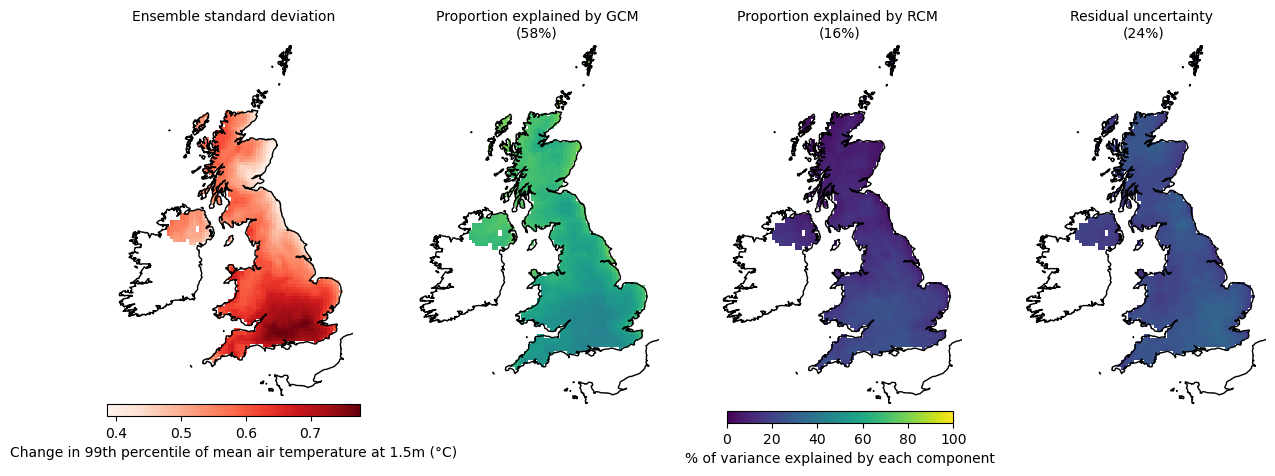 Ensemble standard deviation
Proportion explained by GCM
(58%)
Proportion explained by RCM
(16%)
Residual uncertainty
(24%)
0.4 0.5 0.6 0.7
Change in 99th percentile of mean air temperature at 1.5m (°C)
0 20 40 60 80 100
% of variance explained by each component